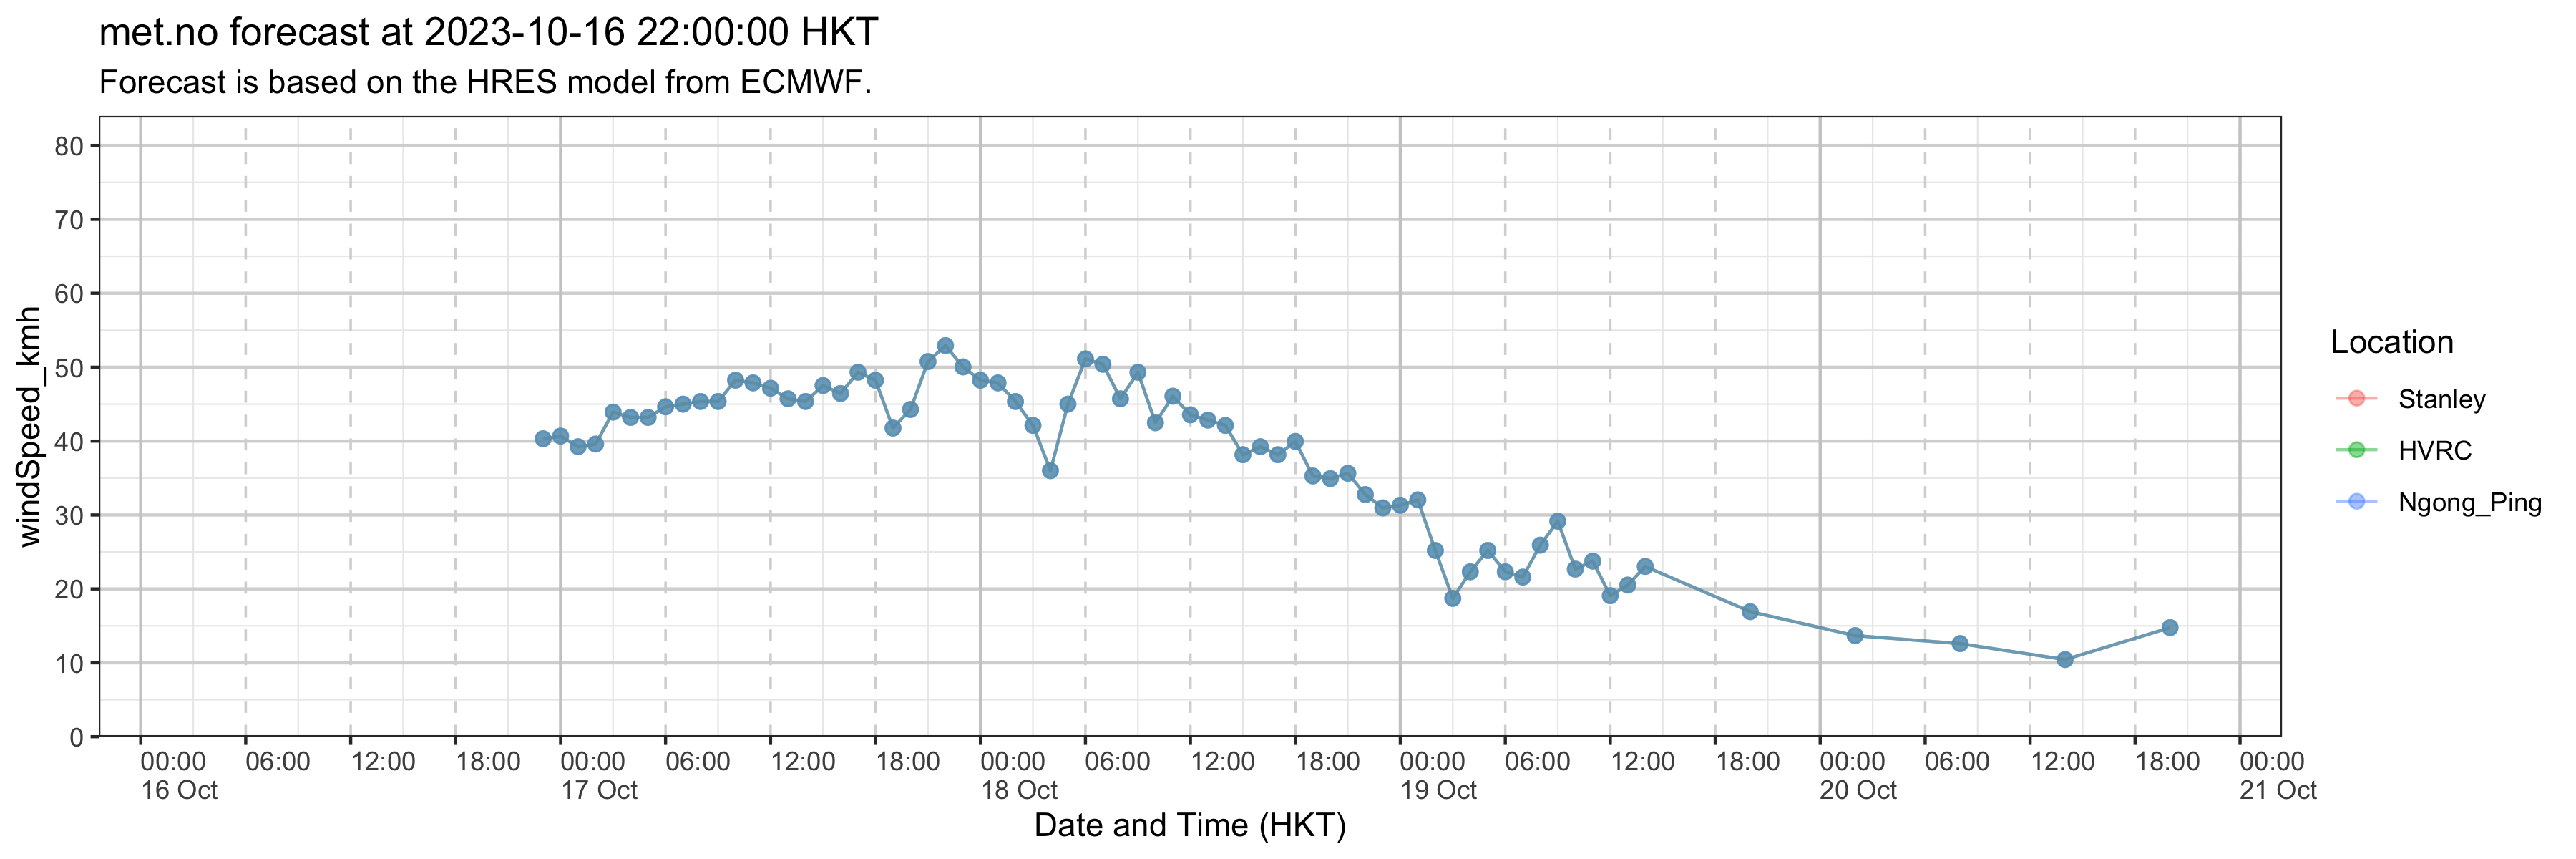 met.no forecast at 2023-10-16 22:00:00 HKT
Forecast is based on the HRES model from ECMWF.
windSpeed_kmh
80
70
60
50
40
30
20
10
0
00:00 06:00 12:00 18:00 00:00 06:00 12:00 18:00 00:00 06:00 12:00 18:00 00:00 06:00 12:00 18:00 00:00 06:00 12:00 18:00 00:00
16 Oct 17 Oct 18 Oct 19 Oct 20 Oct 21 Oct
Date and Time (HKT)
Location
Stanley
HVRC
Ngong_Ping